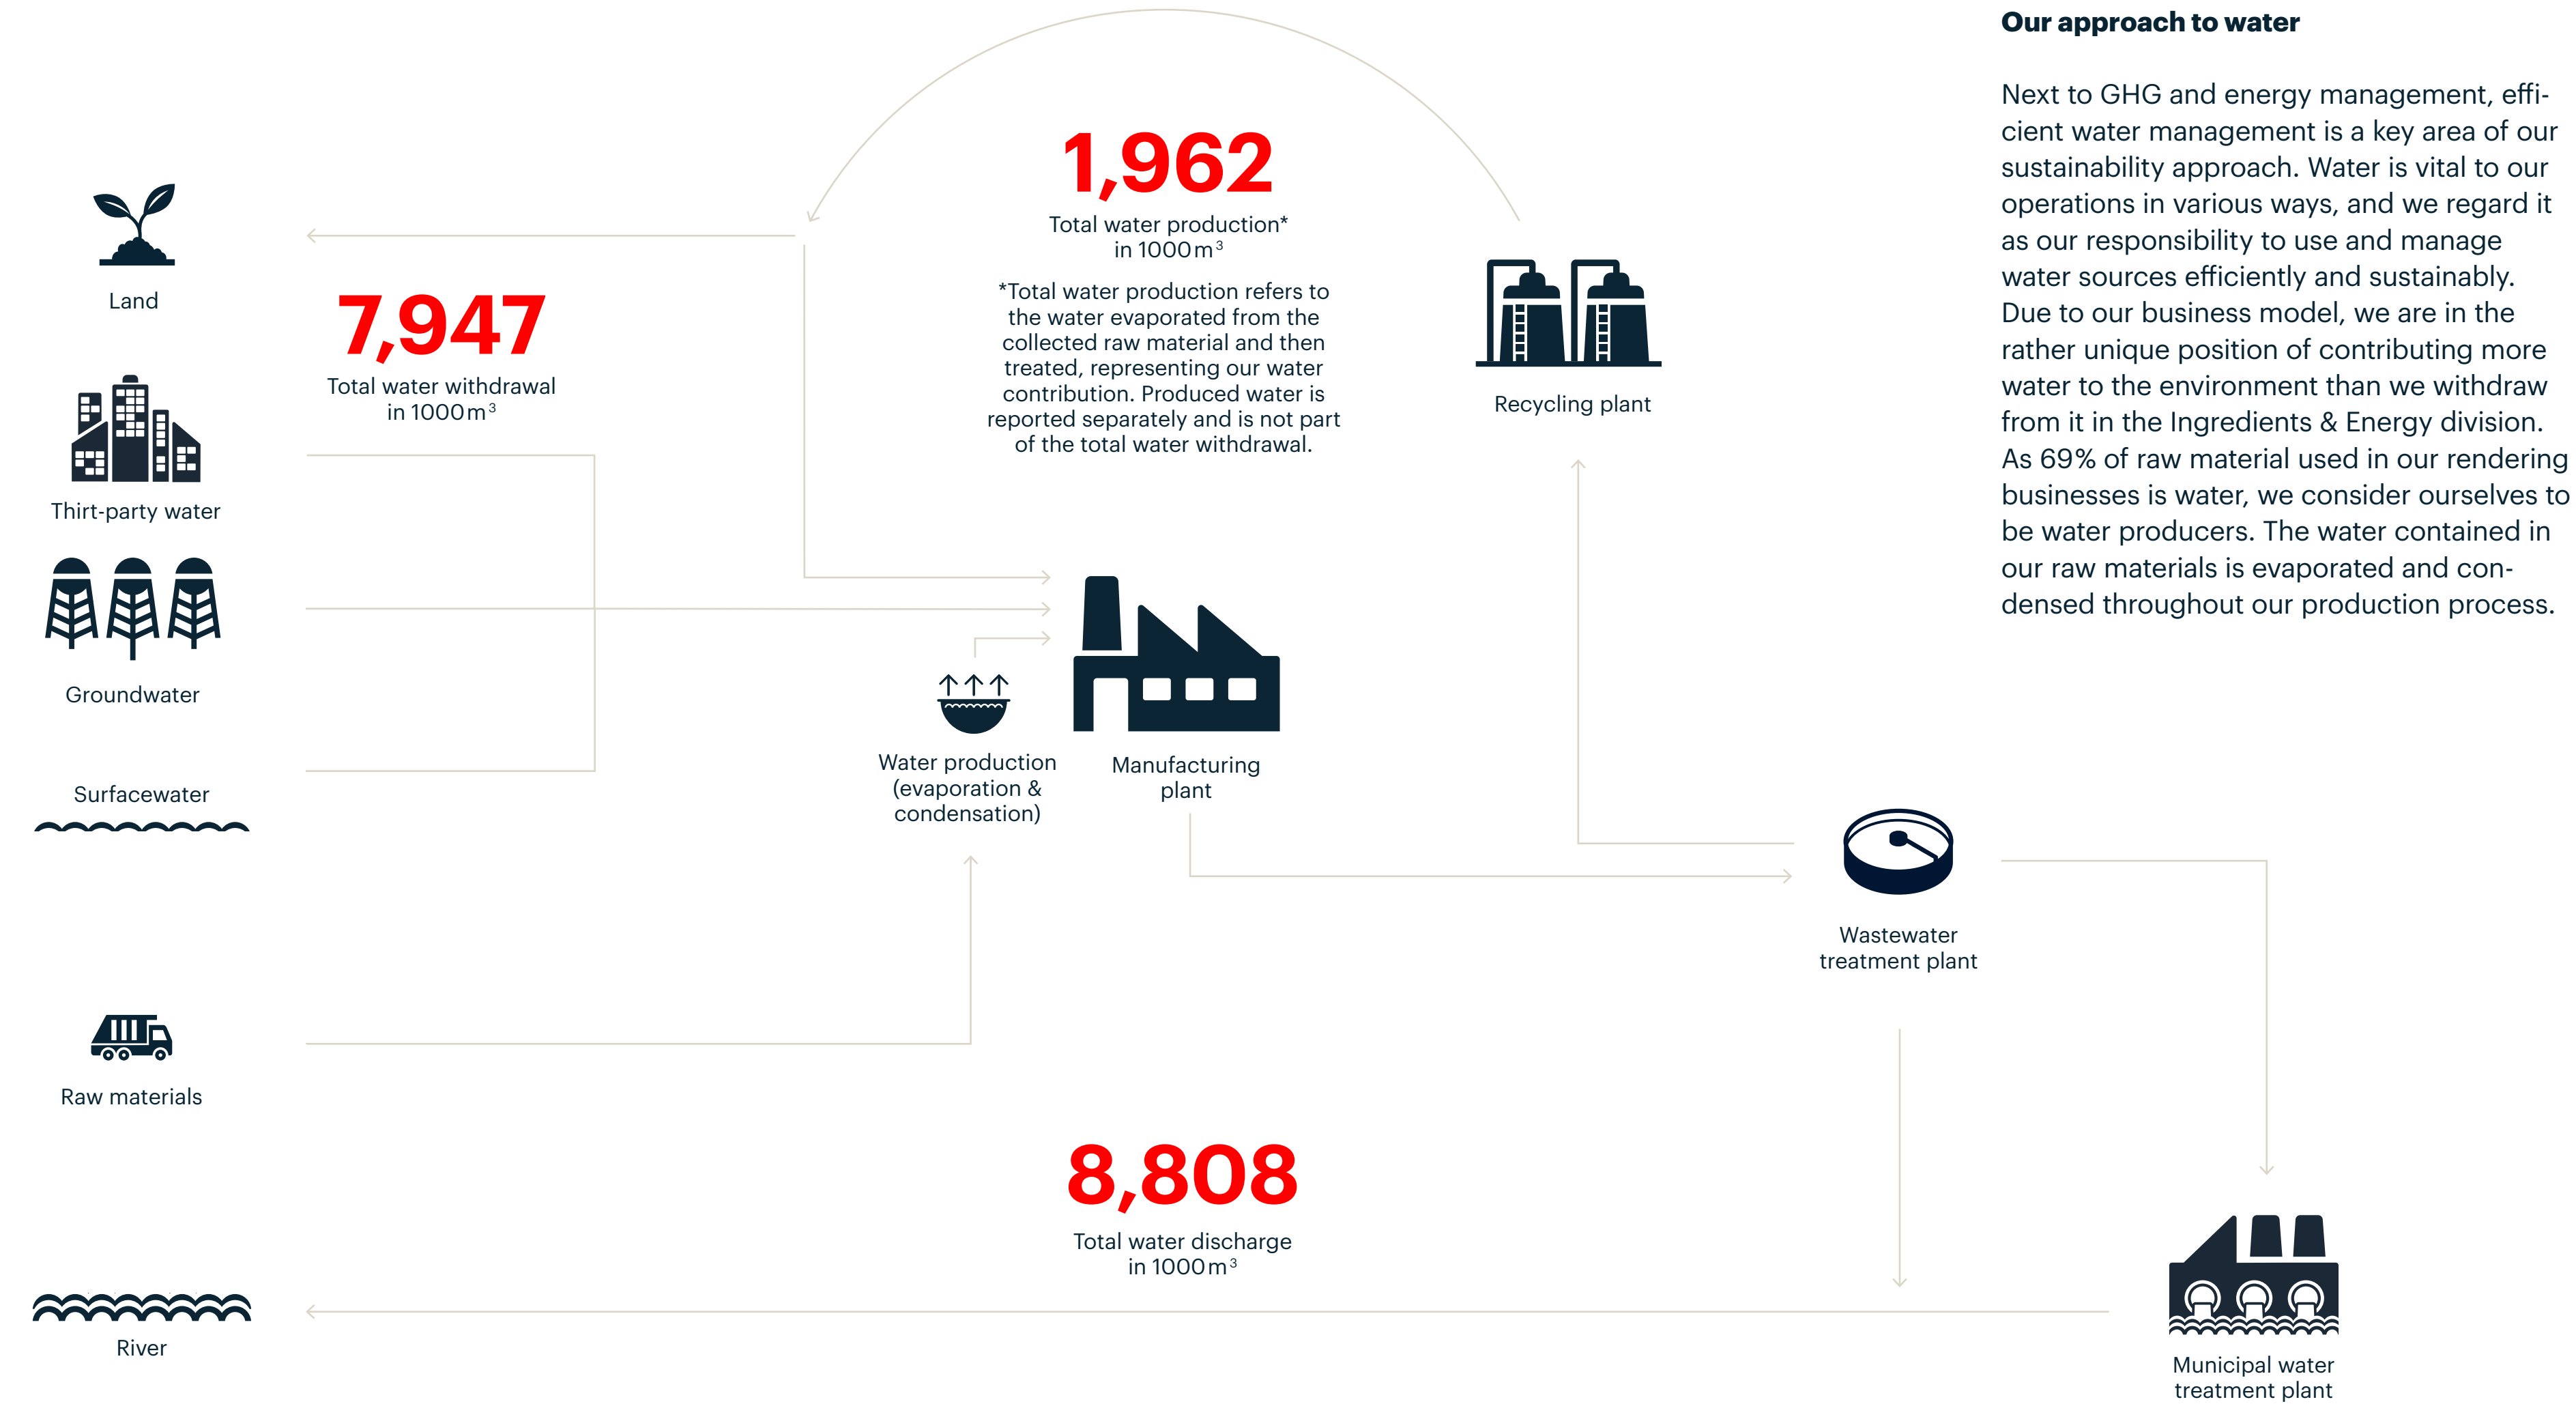 Our approach to water
Next to GHG and energy management, effi-
cient water management is a key area of our
sustainability approach. Water is vital to our
operations in various ways, and we regard it
as our responsibility to use and manage
water sources efficiently and sustainably.
Due to our business model, we are in the
rather unique position of contributing more
water to the environment than we withdraw
from it in the Ingredients & Energy division.
As 69% of raw material used in our rendering
businesses is water, we consider ourselves to
be water producers. The water contained in
our raw materials is evaporated and con-
densed throughout our production process.
1,962
Total water production*
in 1000 m³
*Total water production refers to
the water evaporated from the
collected raw material and then
treated, representing our water
contribution. Produced water is
reported separately and is not part
of the total water withdrawal.
Land
7,947
Total water withdrawal
in 1000 m³
Recycling plant
Thirt-party water
Groundwater
Surfacewater
Water production
(evaporation &
condensation)
Manufacturing
plant
Wastewater
treatment plant
Raw materials
8,808
Total water discharge
in 1000 m³
River
Municipal water
treatment plant